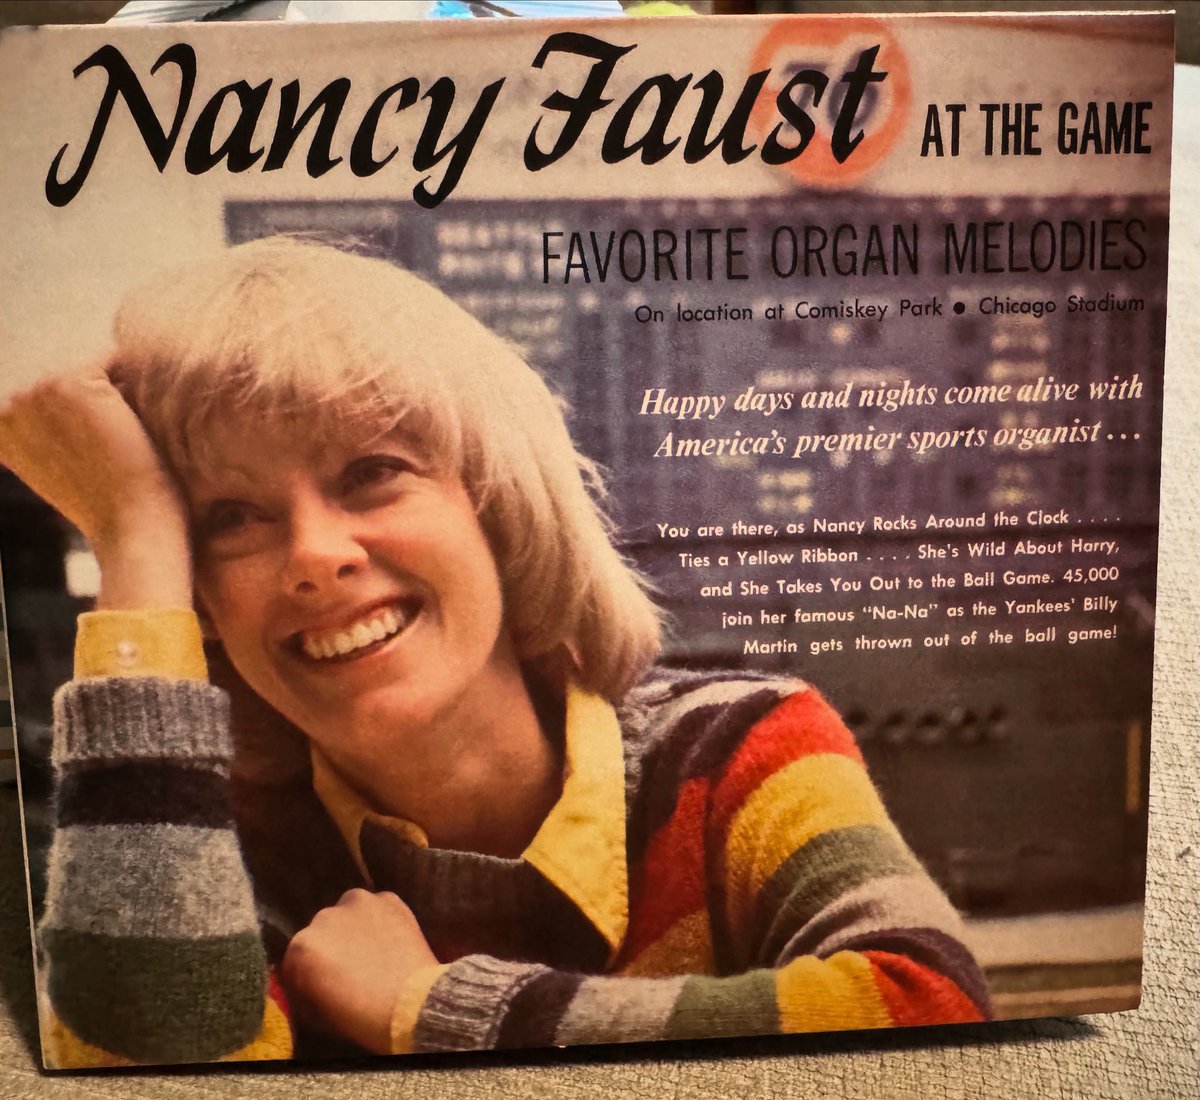 Nancy Faust AT THE GAME
FAVORITE ORGAN MELODIES
On location at Comiskey Park ● Chicago Stadium
Happy days and nights come alive with
America's premier sports organist...
You are there, as Nancy Rocks Around the Clock . . . .
Ties a Yellow Ribbon . . . . She's Wild About Harry,
and She Takes You Out to the Ball Game. 45,000
join her famous "Na-Na" as the Yankees' Billy
Martin gets thrown out of the ball game!